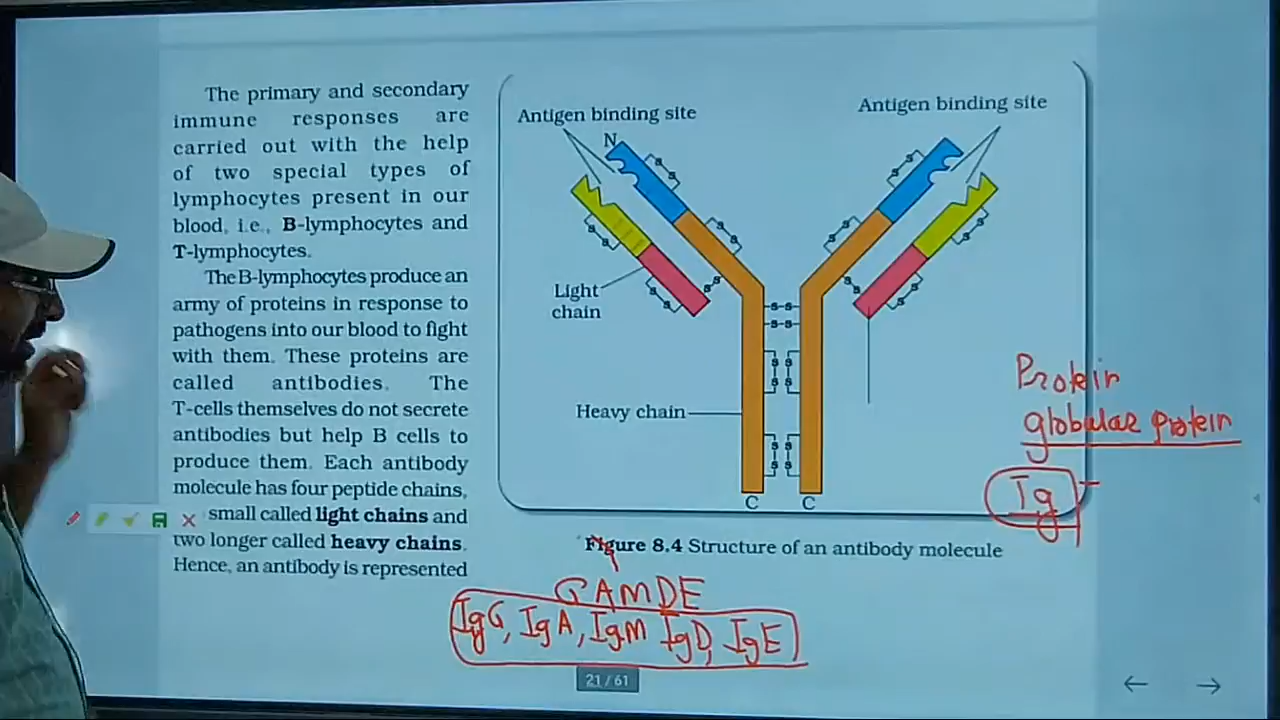 The primary and secondary
immune responses are
carried out with the help
of two special types of
lymphocytes present in our
blood, i.e., B-lymphocytes and
T-lymphocytes.
The B-lymphocytes produce an
army of proteins in response to
pathogens into our blood to fight
with them. These proteins are
called antibodies. The
T-cells themselves do not secrete
antibodies but help B cells to
produce them. Each antibody
molecule has four peptide chains,
small called light chains and
two longer called heavy chains.
Hence, an antibody is represented
Antigen binding site
Antigen binding site
N
s s
s s
s s
s s
s s
s s
s s
s s
s s
s s
Light
chain
-s-s-
-s-s-
s s
s s
Heavy chain
s s
s s
C
C
Protein
globular protein
Ig
Figure 8.4 Structure of an antibody molecule
GAMDE
IgG, IgA, IgM IgD, IgE
21 / 61